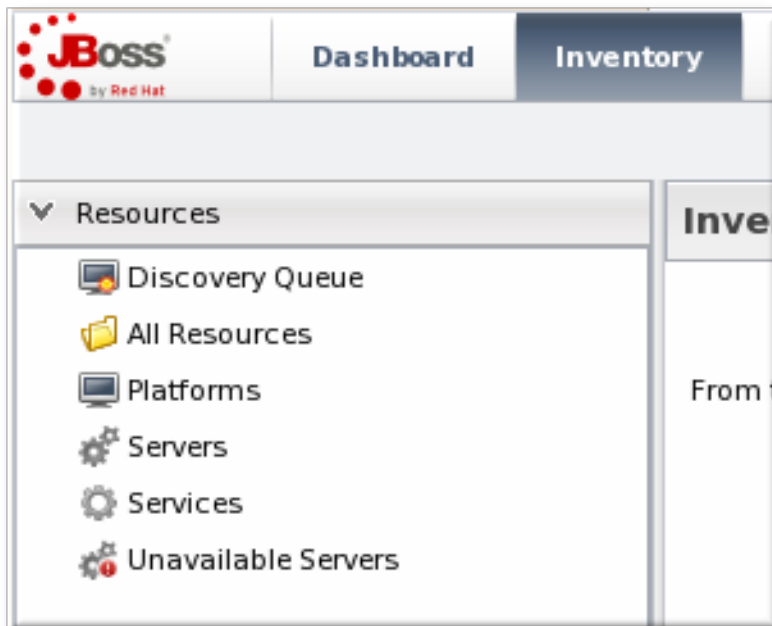 JBoss
by Red Hat
Dashboard
Inventory
Resources
Discovery Queue
All Resources
Platforms
Servers
Services
Unavailable Servers
Inve
From